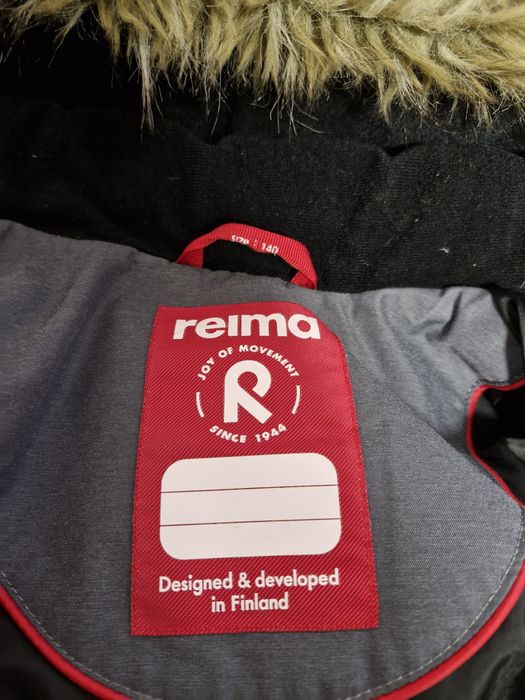 SIZE : 140
reima
JOY OF MOVEMENT
SINCE 1944
Designed & developed
in Finland